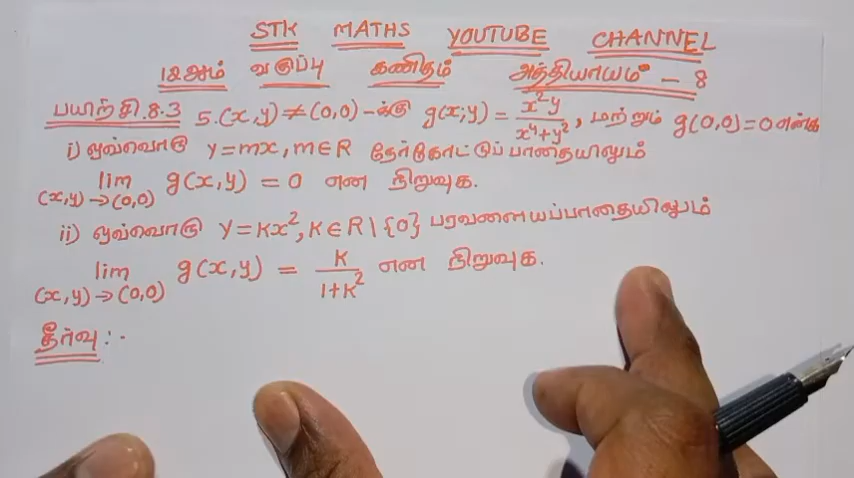 STK MATHS YOUTUBE CHANNEL
12ஆம் வகுப்பு கணிதம் அத்தியாயம் - 8
பயிற்சி.8.3 5.(x,y) ≠ (0,0) -க்கு g(x,y) = x²y / x⁴+y² , மற்றும் g(0,0)=0 என்க
i) ஒவ்வொரு y=mx, m∈R நேர்கோட்டுப் பாதையிலும்
lim (x,y)→(0,0) g(x,y) = 0 என நிறுவுக.
ii) ஒவ்வொரு y=Kx², K∈R\{0} பரவளையப்பாதையிலும்
lim (x,y)→(0,0) g(x,y) = K / 1+K² என நிறுவுக.
தீர்வு:-